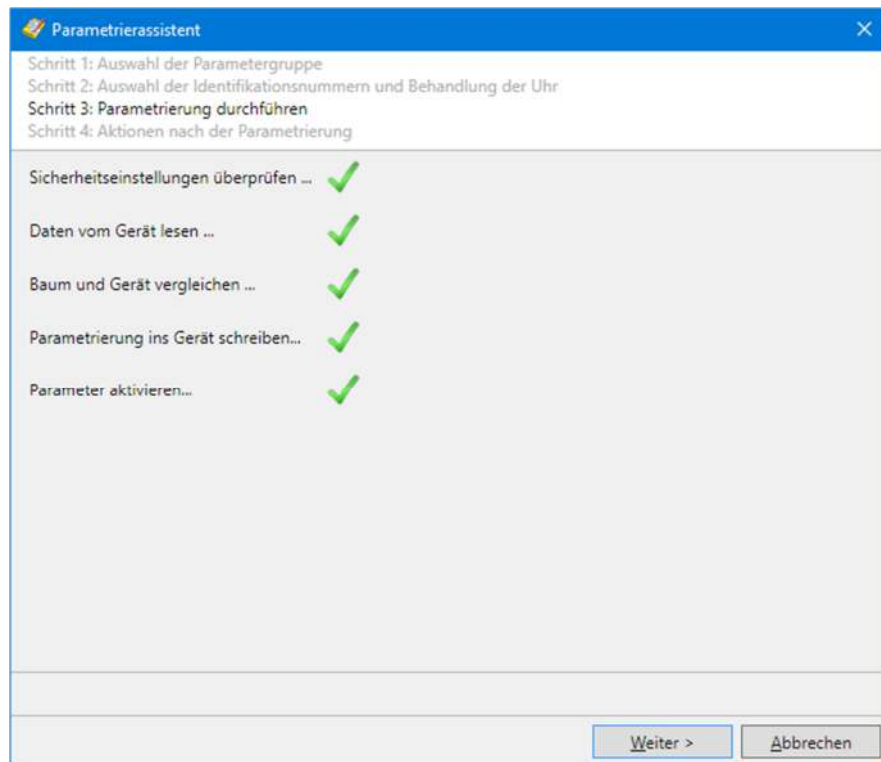 Parametrierassistent
Schritt 1: Auswahl der Parametergruppe
Schritt 2: Auswahl der Identifikationsnummern und Behandlung der Uhr
Schritt 3: Parametrierung durchführen
Schritt 4: Aktionen nach der Parametrierung
Sicherheitseinstellungen überprüfen ...
Daten vom Gerät lesen ...
Baum und Gerät vergleichen ...
Parametrierung ins Gerät schreiben...
Parameter aktivieren...
Weiter > Abbrechen